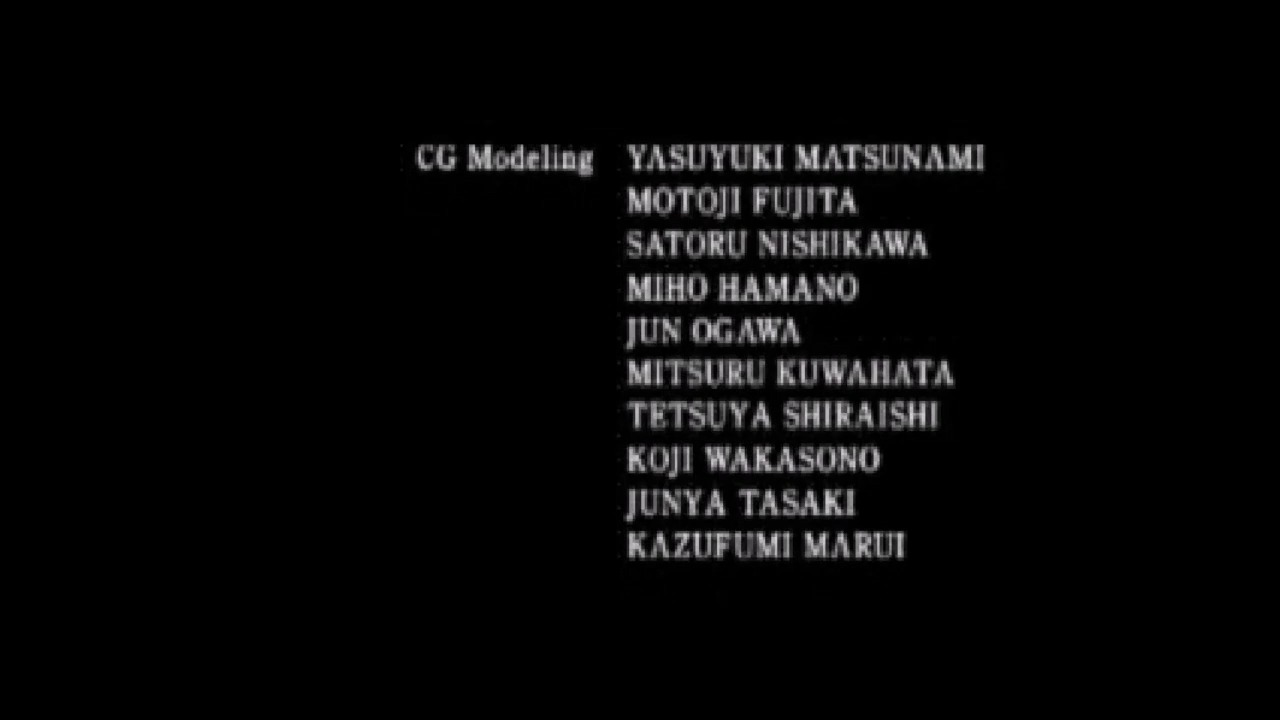 CG Modeling YASUYUKI MATSUNAMI
MOTOJI FUJITA
SATORU NISHIKAWA
MIHO HAMANO
JUN OGAWA
MITSURU KUWAHATA
TETSUYA SHIRAISHI
KOJI WAKASONO
JUNYA TASAKI
KAZUFUMI MARUI